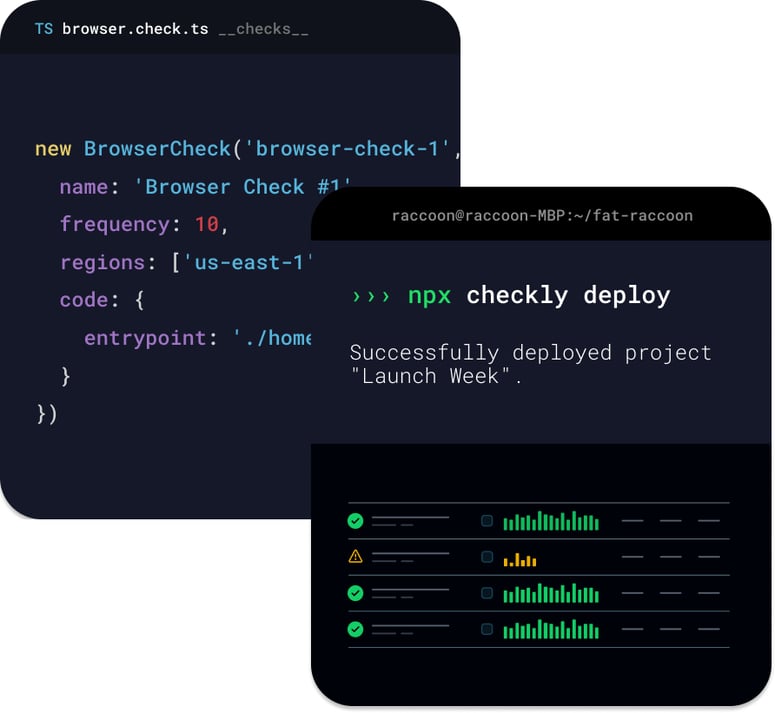 TS browser.check.ts __checks__
new BrowserCheck('browser-check-1',
name: 'Browser Check #1'
frequency: 10,
regions: ['us-east-1'
code: {
entrypoint: './home
}
})
raccoon@raccoon-MBP:~/fat-raccoon
››› npx checkly deploy
Successfully deployed project
"Launch Week".